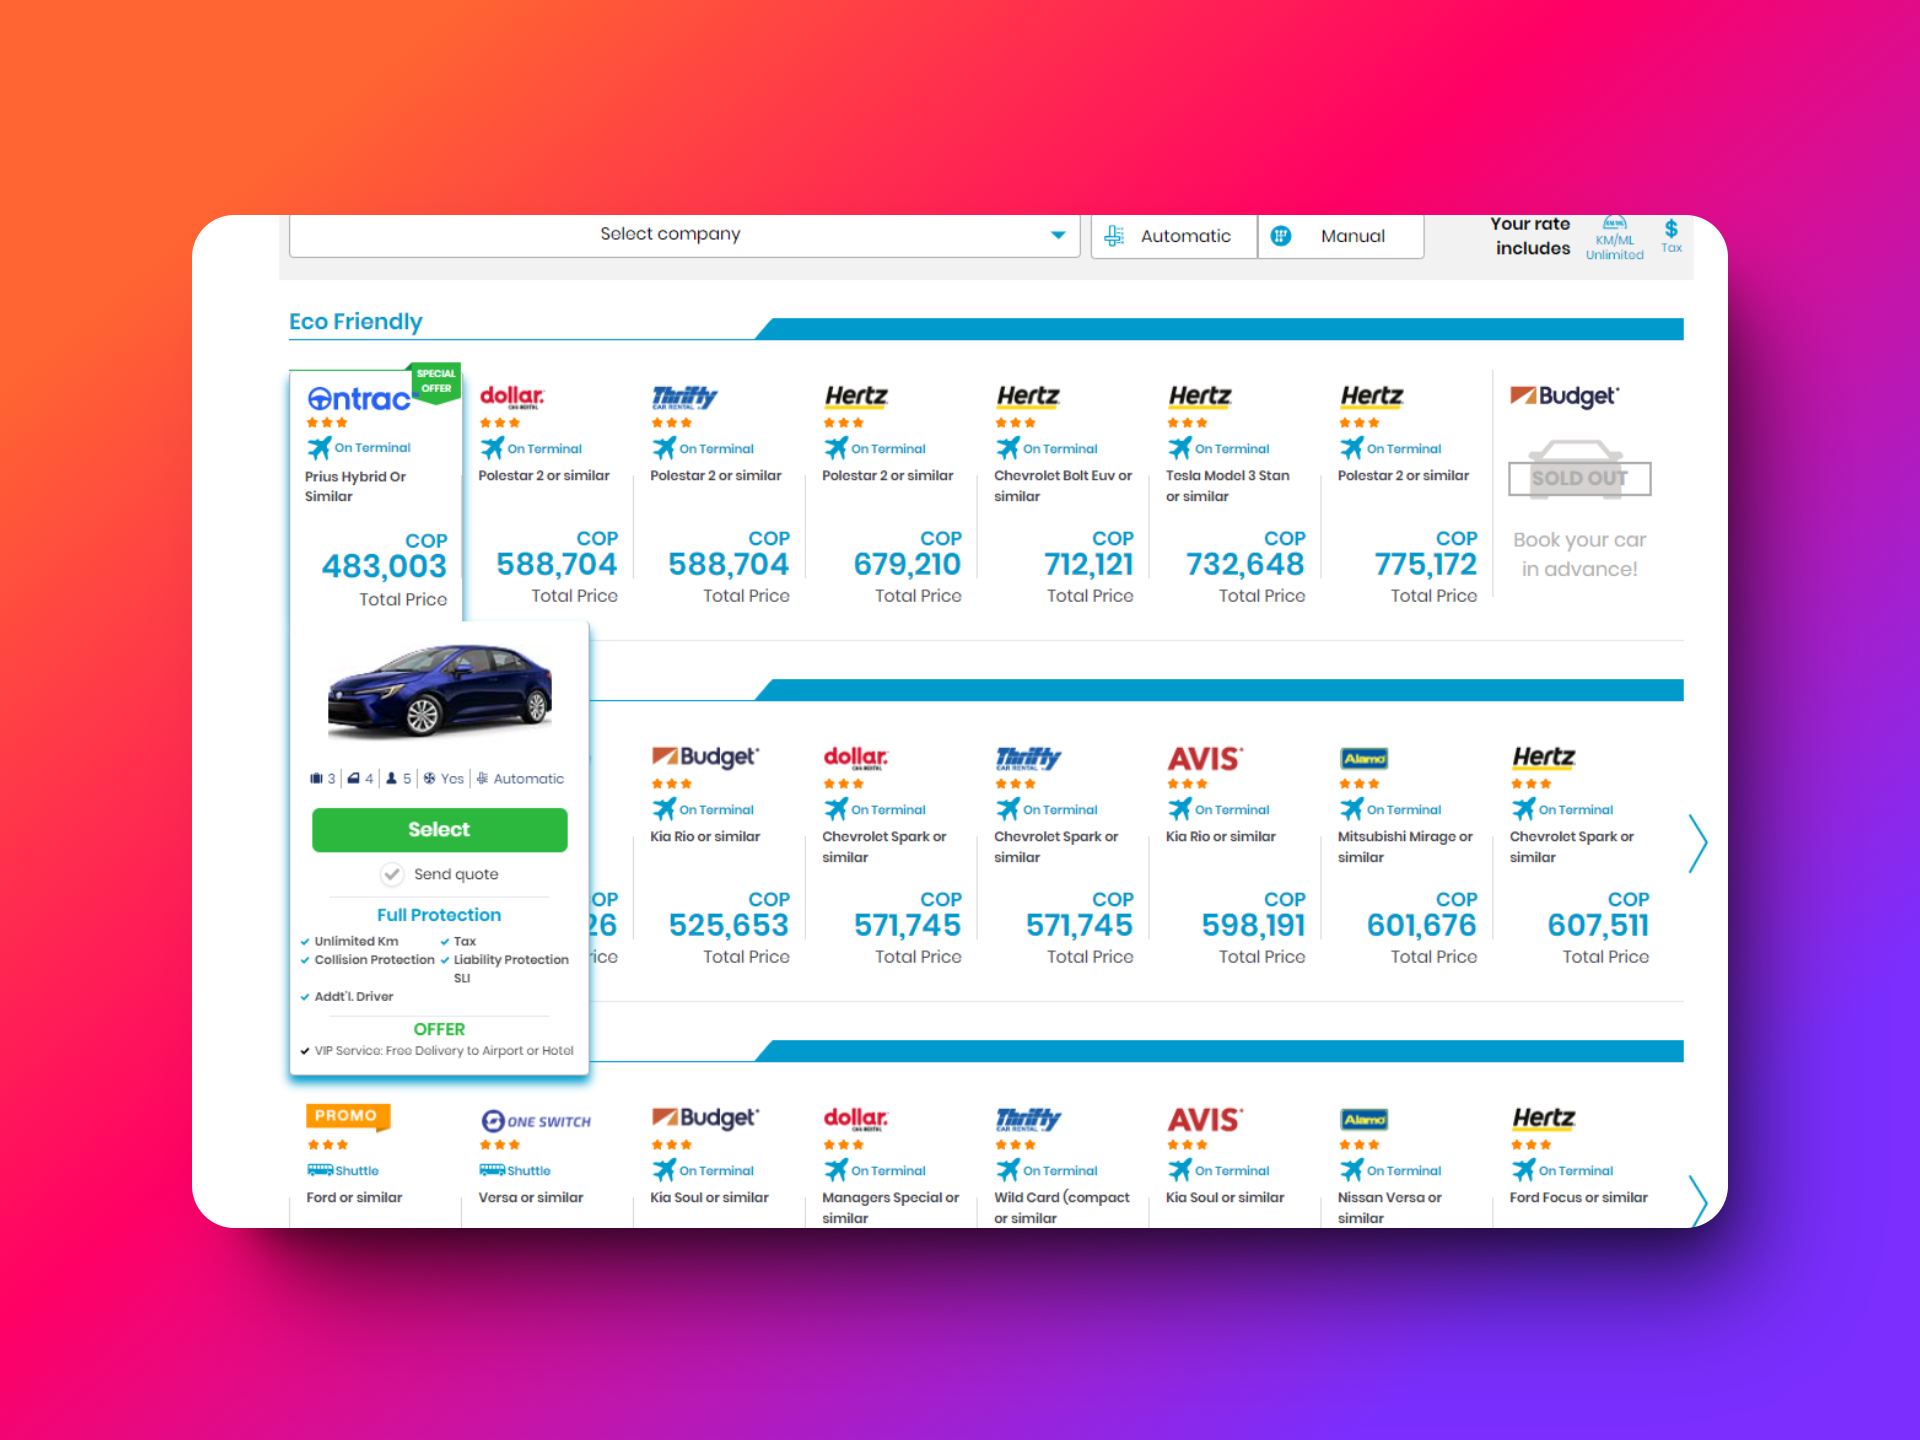 Select company
Automatic
Manual
Your rate
includes
KM/ML
Unlimited
$
Tax
Eco Friendly
SPECIAL
OFFER
Ontrac
On Terminal
Prius Hybrid Or
Similar
COP
483,003
Total Price
dollar.
CAR RENTAL
On Terminal
Polestar 2 or similar
COP
588,704
Total Price
Thrifty
CAR RENTAL
On Terminal
Polestar 2 or similar
COP
588,704
Total Price
Hertz
On Terminal
Polestar 2 or similar
COP
679,210
Total Price
Hertz
On Terminal
Chevrolet Bolt Euv or
similar
COP
712,121
Total Price
Hertz
On Terminal
Tesla Model 3 Stan
or similar
COP
732,648
Total Price
Hertz
On Terminal
Polestar 2 or similar
COP
775,172
Total Price
Budget
SOLD OUT
Book your car
in advance!
3 4 5 Yes Automatic
Select
Send quote
Full Protection
Unlimited Km
Tax
Collision Protection
Liability Protection
SLI
Addt'l. Driver
OFFER
VIP Service: Free Delivery to Airport or Hotel
OP
26
rice
Budget
On Terminal
Kia Rio or similar
COP
525,653
Total Price
dollar.
CAR RENTAL
On Terminal
Chevrolet Spark or
similar
COP
571,745
Total Price
Thrifty
CAR RENTAL
On Terminal
Chevrolet Spark or
similar
COP
571,745
Total Price
AVIS
On Terminal
Kia Rio or similar
COP
598,191
Total Price
Alamo
On Terminal
Mitsubishi Mirage or
similar
COP
601,676
Total Price
Hertz
On Terminal
Chevrolet Spark or
similar
COP
607,511
Total Price
PROMO
Shuttle
Ford or similar
ONE SWITCH
Shuttle
Versa or similar
Budget
On Terminal
Kia Soul or similar
dollar.
CAR RENTAL
On Terminal
Managers Special or
similar
Thrifty
CAR RENTAL
On Terminal
Wild Card (compact
or similar
AVIS
On Terminal
Kia Soul or similar
Alamo
On Terminal
Nissan Versa or
similar
Hertz
On Terminal
Ford Focus or similar